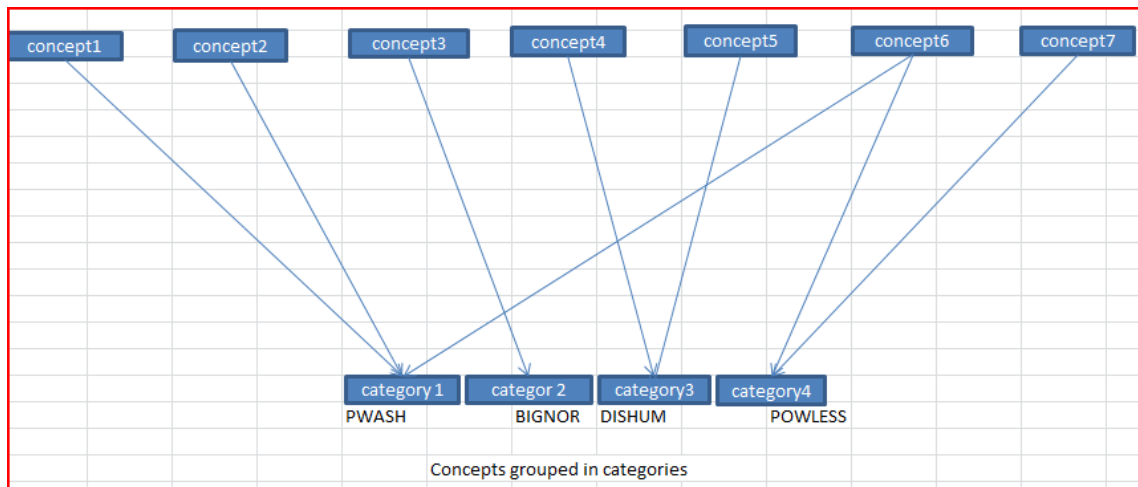 concept1
concept2
concept3
concept4
concept5
concept6
concept7
category 1
categor 2
category3
category4
PWASH
BIGNOR
DISHUM
POWLESS
Concepts grouped in categories